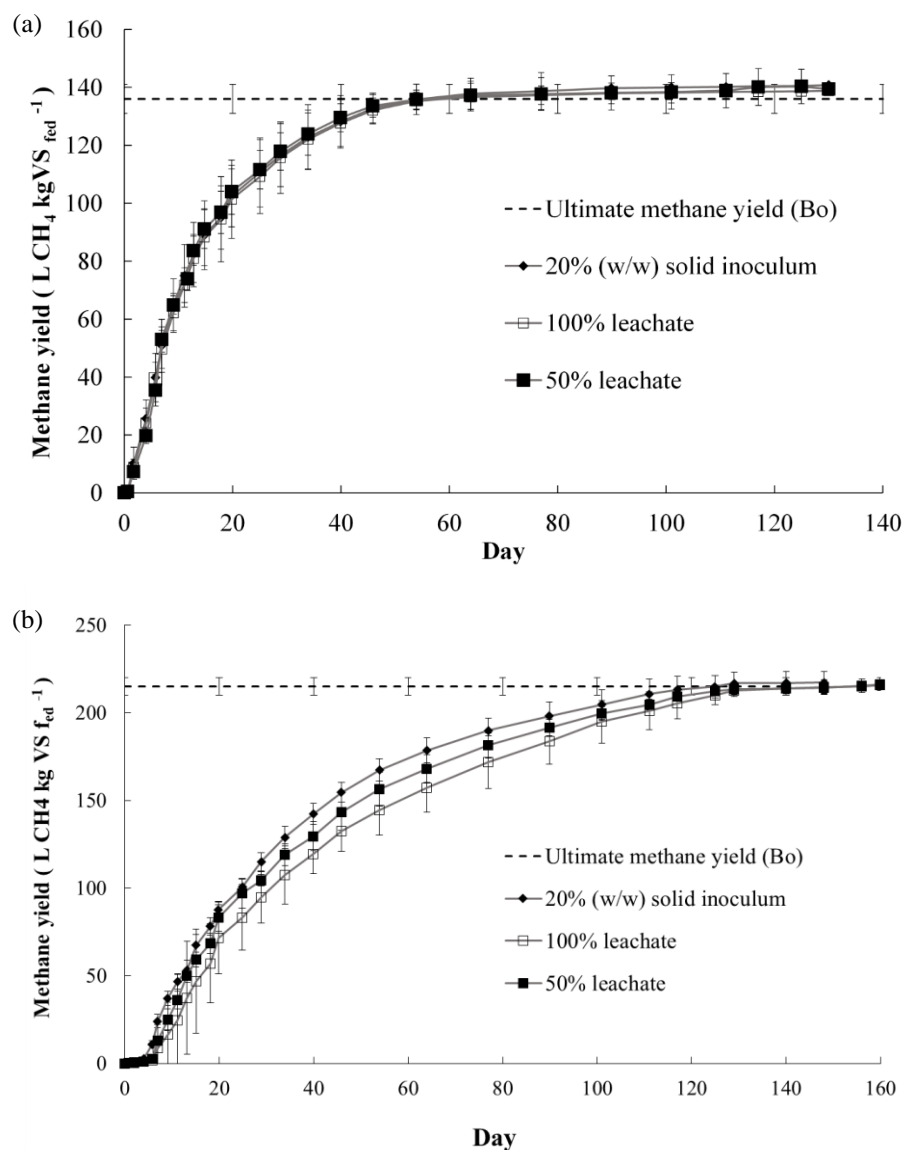 (a)
160
140
120
100
80
60
40
20
0
Methane yield ( L CH4 kgVS fed -1)
Ultimate methane yield (Bo)
20% (w/w) solid inoculum
100% leachate
50% leachate
0 20 40 60 80 100 120 140
Day
(b)
250
200
150
100
50
0
Methane yield ( L CH4 kg VS fed -1)
Ultimate methane yield (Bo)
20% (w/w) solid inoculum
100% leachate
50% leachate
0 20 40 60 80 100 120 140 160
Day